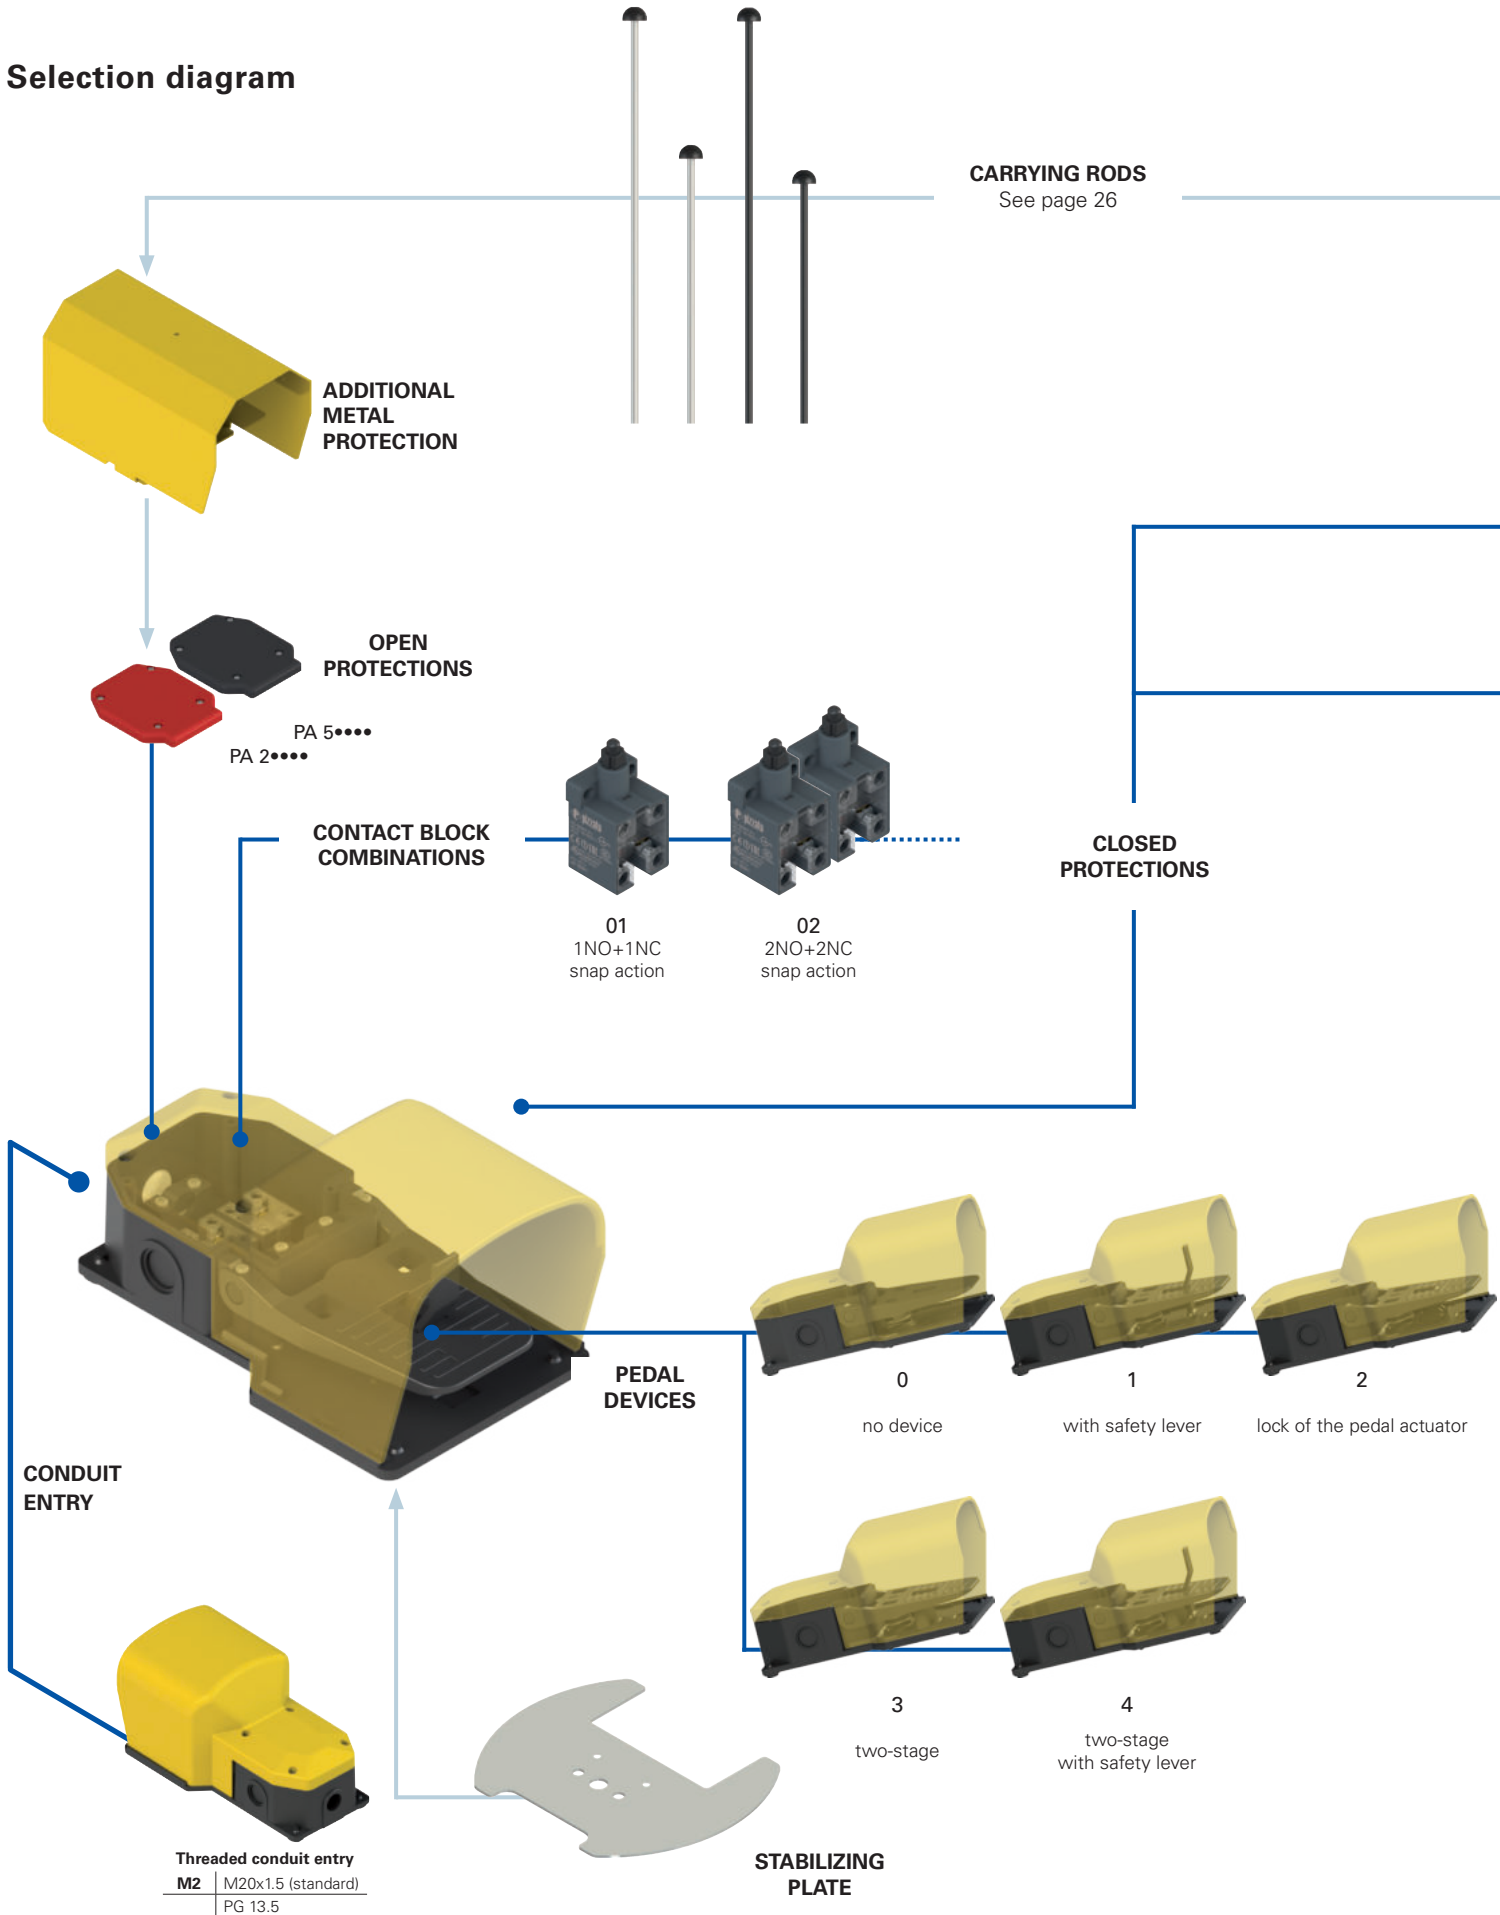 Selection diagram
CARRYING RODS
See page 26
ADDITIONAL
METAL
PROTECTION
OPEN
PROTECTIONS
PA 5••••
PA 2••••
CONTACT BLOCK
COMBINATIONS
01
1NO+1NC
snap action
02
2NO+2NC
snap action
CLOSED
PROTECTIONS
PEDAL
DEVICES
0
no device
1
with safety lever
2
lock of the pedal actuator
CONDUIT
ENTRY
3
two-stage
4
two-stage
with safety lever
Threaded conduit entry
M2 M20x1.5 (standard)
PG 13.5
STABILIZING
PLATE